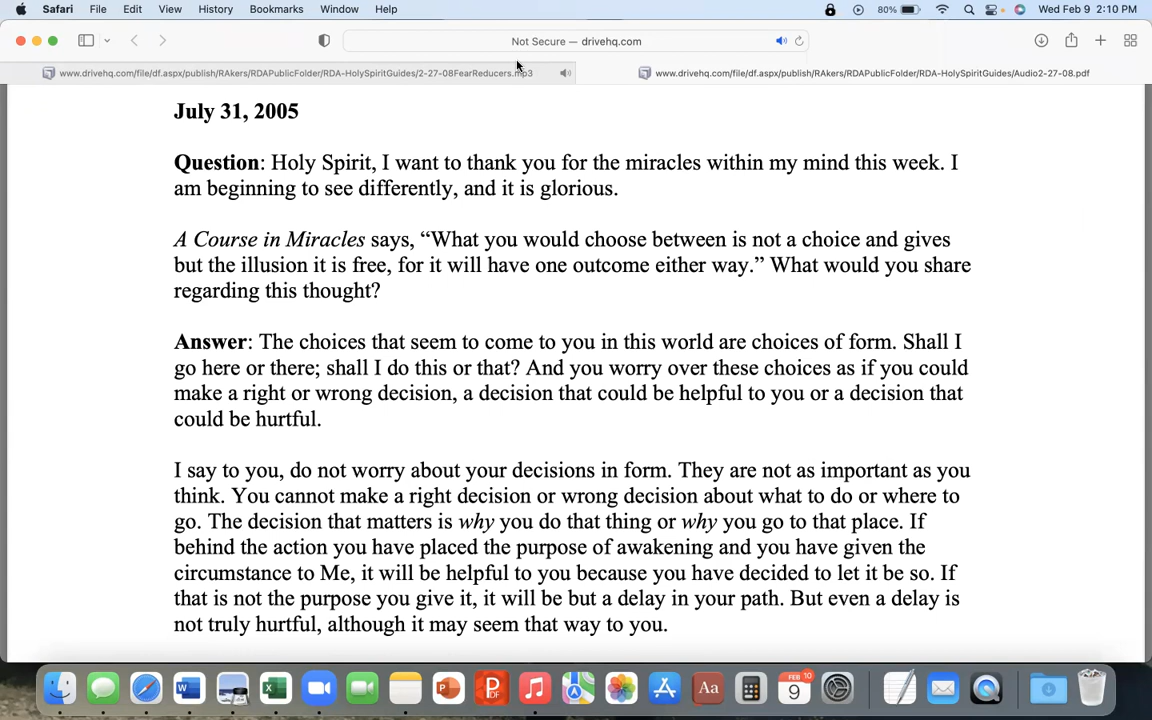 Safari File Edit View History Bookmarks Window Help 80% Wed Feb 9 2:10 PM
Not Secure — drivehq.com
www.drivehq.com/file/df.aspx/publish/RAkers/RDAPublicFolder/RDA-HolySpiritGuides/2-27-08FearReducers.mp3
www.drivehq.com/file/df.aspx/publish/RAkers/RDAPublicFolder/RDA-HolySpiritGuides/Audio2-27-08.pdf
July 31, 2005
Question: Holy Spirit, I want to thank you for the miracles within my mind this week. I
am beginning to see differently, and it is glorious.
A Course in Miracles says, “What you would choose between is not a choice and gives
but the illusion it is free, for it will have one outcome either way.” What would you share
regarding this thought?
Answer: The choices that seem to come to you in this world are choices of form. Shall I
go here or there; shall I do this or that? And you worry over these choices as if you could
make a right or wrong decision, a decision that could be helpful to you or a decision that
could be hurtful.
I say to you, do not worry about your decisions in form. They are not as important as you
think. You cannot make a right decision or wrong decision about what to do or where to
go. The decision that matters is why you do that thing or why you go to that place. If
behind the action you have placed the purpose of awakening and you have given the
circumstance to Me, it will be helpful to you because you have decided to let it be so. If
that is not the purpose you give it, it will be but a delay in your path. But even a delay is
not truly hurtful, although it may seem that way to you.
W X P PDF Aa FEB 10 9